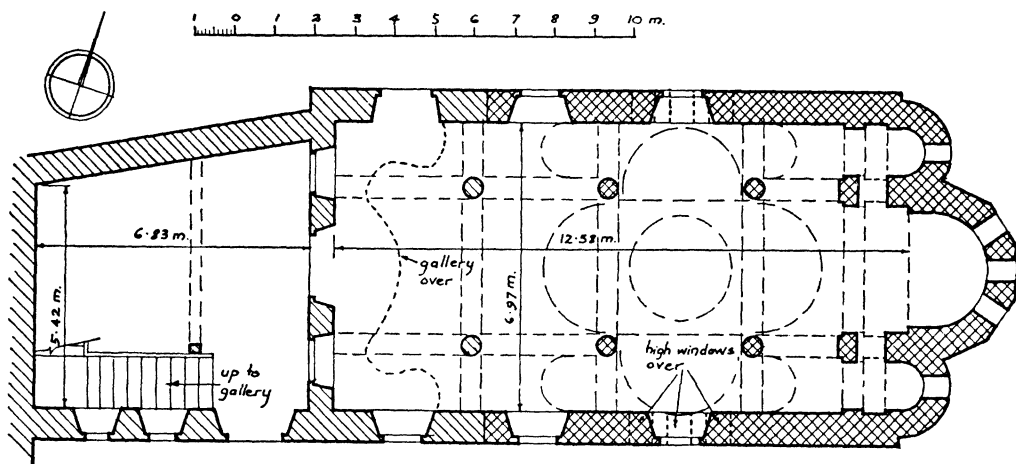 1 0 1 2 3 4 5 6 7 8 9 10 m.
6·83 m.
12·58 m.
gallery
over
5·42 m.
6·97 m.
up to
gallery
high windows
over